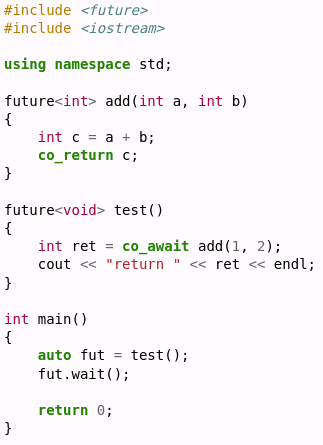 #include <future>
#include <iostream>

using namespace std;

future<int> add(int a, int b)
{
    int c = a + b;
    co_return c;
}

future<void> test()
{
    int ret = co_await add(1, 2);
    cout << "return " << ret << endl;
}

int main()
{
    auto fut = test();
    fut.wait();

    return 0;
}